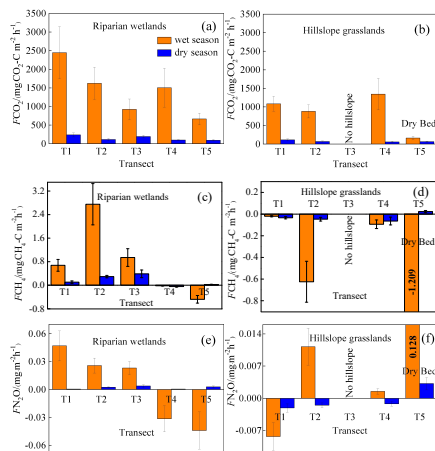 Riparian wetlands (a)
wet season
dry season
FCO2/mgCO2-C m-2 h-1)
3500
3000
2500
2000
1500
1000
500
0
T1 T2 T3 T4 T5
Transect
Hillslope grasslands
(b)
FCO2/mgCO2-C m-2 h-1)
3500
3000
2500
2000
1500
1000
500
0
No hillslope
Dry Bed
T1 T2 T3 T4 T5
Transect
Riparian wetlands
(c)
FCH4/mgCH4-C m-2 h-1)
3.2
2.4
1.6
0.8
0.0
-0.8
T1 T2 T3 T4 T5
Transect
Hillslope grasslands (d)
FCH4/mgCH4-C m-2 h-1)
T1 T2 T3 T4 T5
0.0
-0.2
-0.4
-0.6
-0.8
No hillslope
Dry Bed
-1.209
Transect
Riparian wetlands (e)
FN2O/mg m-2h-1)
0.06
0.03
0.00
-0.03
-0.06
T1 T2 T3 T4 T5
Transect
Hillslope grasslands
(f)
FN2O/mg m-2h-1)
0.014
0.007
0.000
-0.007
No hillslope
0.128
Dry Bed
T1 T2 T3 T4 T5
Transect